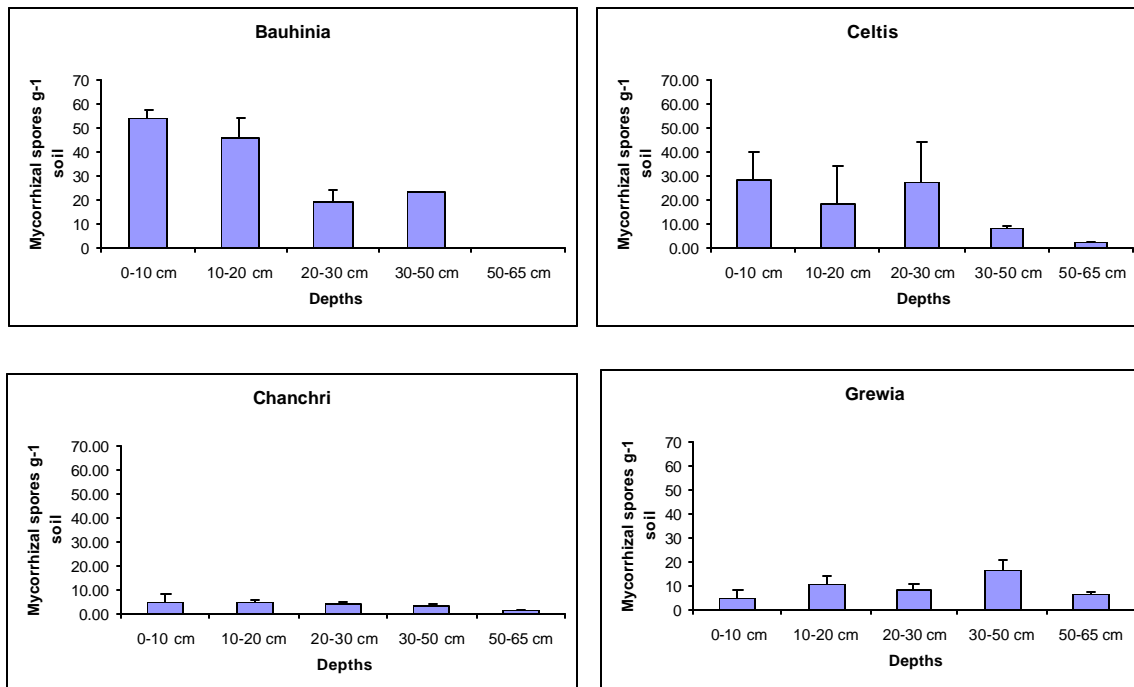 Bauhinia
Mycorrhizal spores g-1
soil
70
60
50
40
30
20
10
0
0-10 cm
10-20 cm
20-30 cm
30-50 cm
50-65 cm
Depths
Celtis
Mycorrhizal spores g-1
soil
70.00
60.00
50.00
40.00
30.00
20.00
10.00
0.00
0-10 cm
10-20 cm
20-30 cm
30-50 cm
50-65 cm
Depths
Chanchri
Mycorrhizal spores g-1
soil
70.00
60.00
50.00
40.00
30.00
20.00
10.00
0.00
0-10 cm
10-20 cm
20-30 cm
30-50 cm
50-65 cm
Depths
Grewia
Mycorrhizal spores g-1
soil
70
60
50
40
30
20
10
0
0-10 cm
10-20 cm
20-30 cm
30-50 cm
50-65 cm
Depths